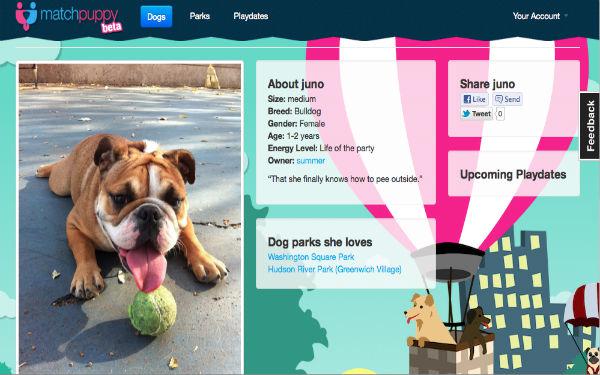 matchpuppy
beta
Dogs
Parks
Playdates
Your Account
About juno
Size: medium
Breed: Bulldog
Gender: Female
Age: 1-2 years
Energy Level: Life of the party
Owner: summer
"That she finally knows how to pee outside."
Dog parks she loves
Washington Square Park
Hudson River Park (Greenwich Village)
Share juno
Like
Send
Tweet
0
Upcoming Playdates
Feedback